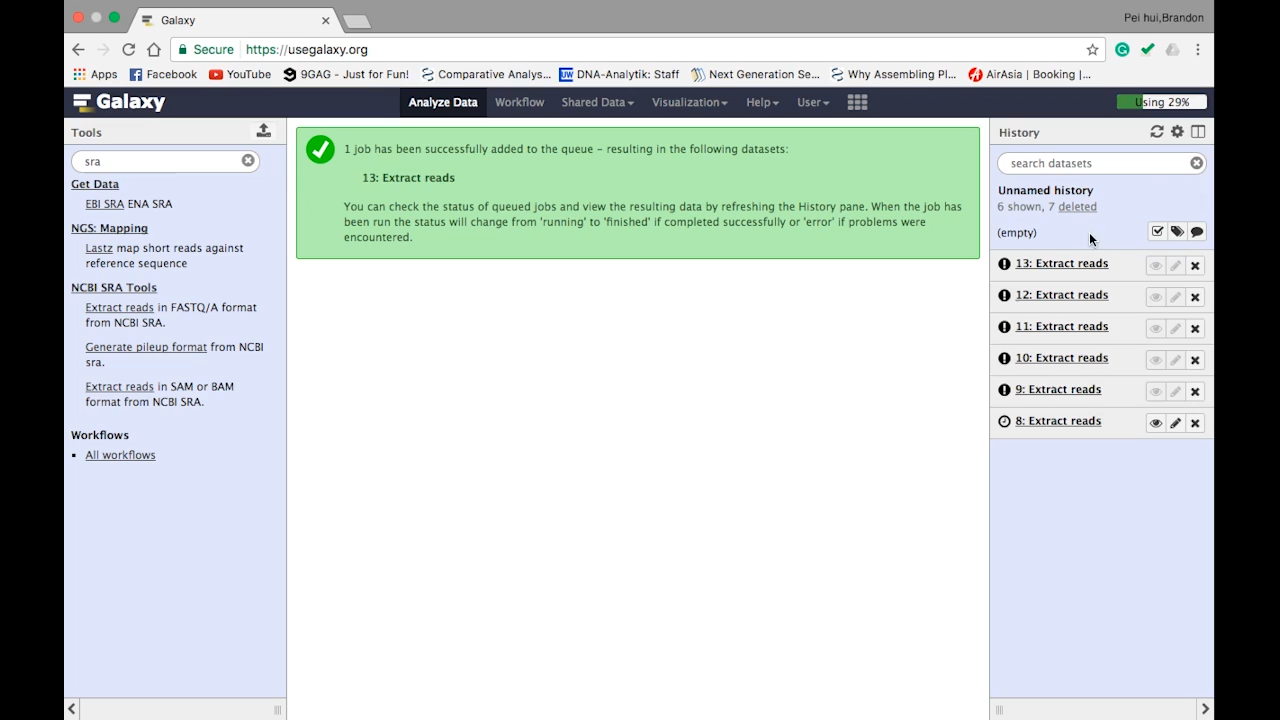 Galaxy
Pei hui,Brandon
Secure https://usegalaxy.org
Apps Facebook YouTube 9GAG - Just for Fun! Comparative Analys... DNA-Analytik: Staff Next Generation Se... Why Assembling Pl... AirAsia | Booking |...
Galaxy Analyze Data Workflow Shared Data Visualization Help User Using 29%
Tools
sra
Get Data
EBI SRA ENA SRA
NGS: Mapping
Lastz map short reads against
reference sequence
NCBI SRA Tools
Extract reads in FASTQ/A format
from NCBI SRA.
Generate pileup format from NCBI
sra.
Extract reads in SAM or BAM
format from NCBI SRA.
Workflows
All workflows
1 job has been successfully added to the queue – resulting in the following datasets:
13: Extract reads
You can check the status of queued jobs and view the resulting data by refreshing the History pane. When the job has
been run the status will change from 'running' to 'finished' if completed successfully or 'error' if problems were
encountered.
History
search datasets
Unnamed history
6 shown, 7 deleted
(empty)
13: Extract reads
12: Extract reads
11: Extract reads
10: Extract reads
9: Extract reads
8: Extract reads